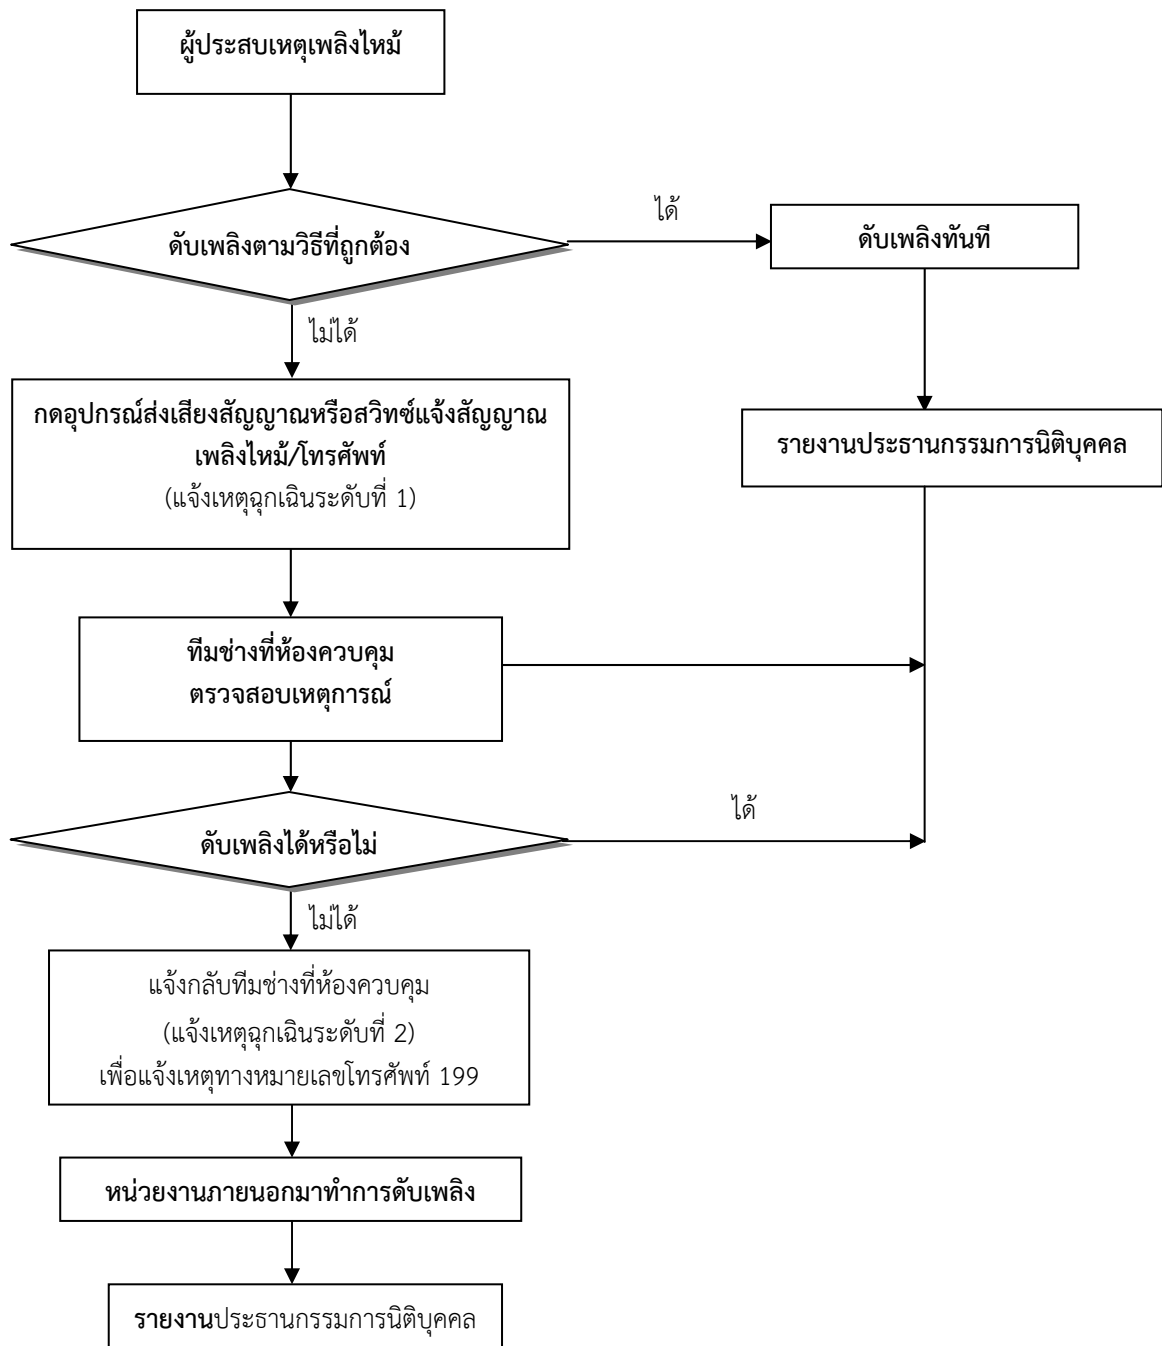 ผู้ประสบเหตุเพลิงไหม้
ดับเพลิงตามวิธีที่ถูกต้อง
ได้
ดับเพลิงทันที
ไม่ได้
กดอุปกรณ์ส่งเสียงสัญญาณหรือสวิทซ์แจ้งสัญญาณ
เพลิงไหม้/โทรศัพท์
(แจ้งเหตุฉุกเฉินระดับที่ 1)
รายงานประธานกรรมการนิติบุคคล
ทีมช่างที่ห้องควบคุม
ตรวจสอบเหตุการณ์
ดับเพลิงได้หรือไม่
ได้
ไม่ได้
แจ้งกลับทีมช่างที่ห้องควบคุม
(แจ้งเหตุฉุกเฉินระดับที่ 2)
เพื่อแจ้งเหตุทางหมายเลขโทรศัพท์ 199
หน่วยงานภายนอกมาทำการดับเพลิง
รายงานประธานกรรมการนิติบุคคล